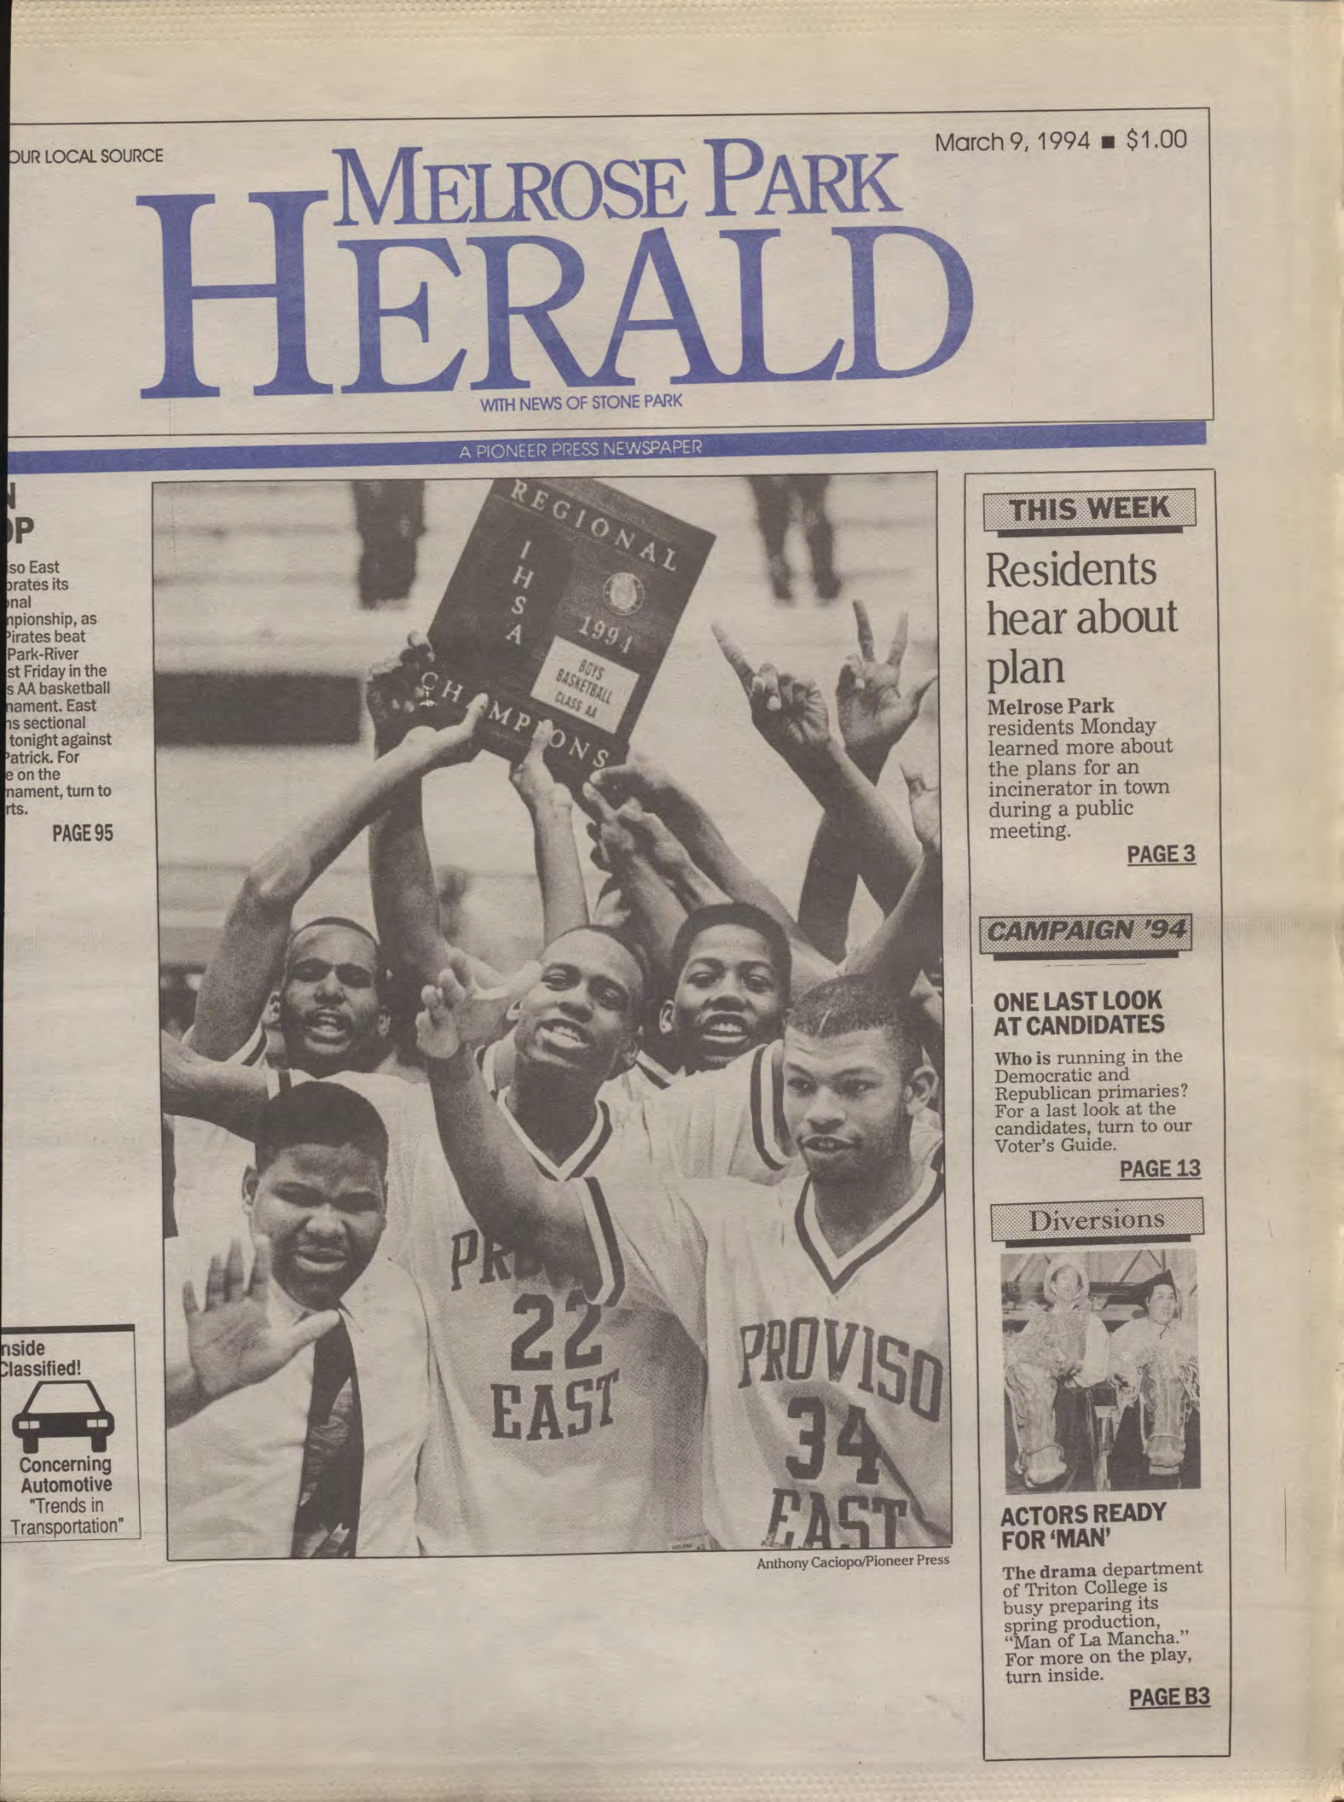 OUR LOCAL SOURCE
March 9, 1994 ■ $1.00
MELROSE PARK
HERALD
WITH NEWS OF STONE PARK
A PIONEER PRESS NEWSPAPER
N
OP
so East
brates its
onal
mpionship, as
Pirates beat
Park-River
st Friday in the
s AA basketball
nament. East
ns sectional
tonight against
Patrick. For
e on the
nament, turn to
rts.
PAGE 95
nside
Classified!
Concerning
Automotive
"Trends in
Transportation"
REGIONAL
IHSA
1994
BOYS
BASKETBALL
CLASS AA
CHAMPIONS
PR
22
EAST
PROVISO
34
EAST
Anthony Caciopo/Pioneer Press
THIS WEEK
Residents
hear about
plan
Melrose Park
residents Monday
learned more about
the plans for an
incinerator in town
during a public
meeting.
PAGE 3
CAMPAIGN '94
ONE LAST LOOK
AT CANDIDATES
Who is running in the
Democratic and
Republican primaries?
For a last look at the
candidates, turn to our
Voter's Guide.
PAGE 13
Diversions
ACTORS READY
FOR 'MAN'
The drama department
of Triton College is
busy preparing its
spring production,
"Man of La Mancha."
For more on the play,
turn inside.
PAGE B3